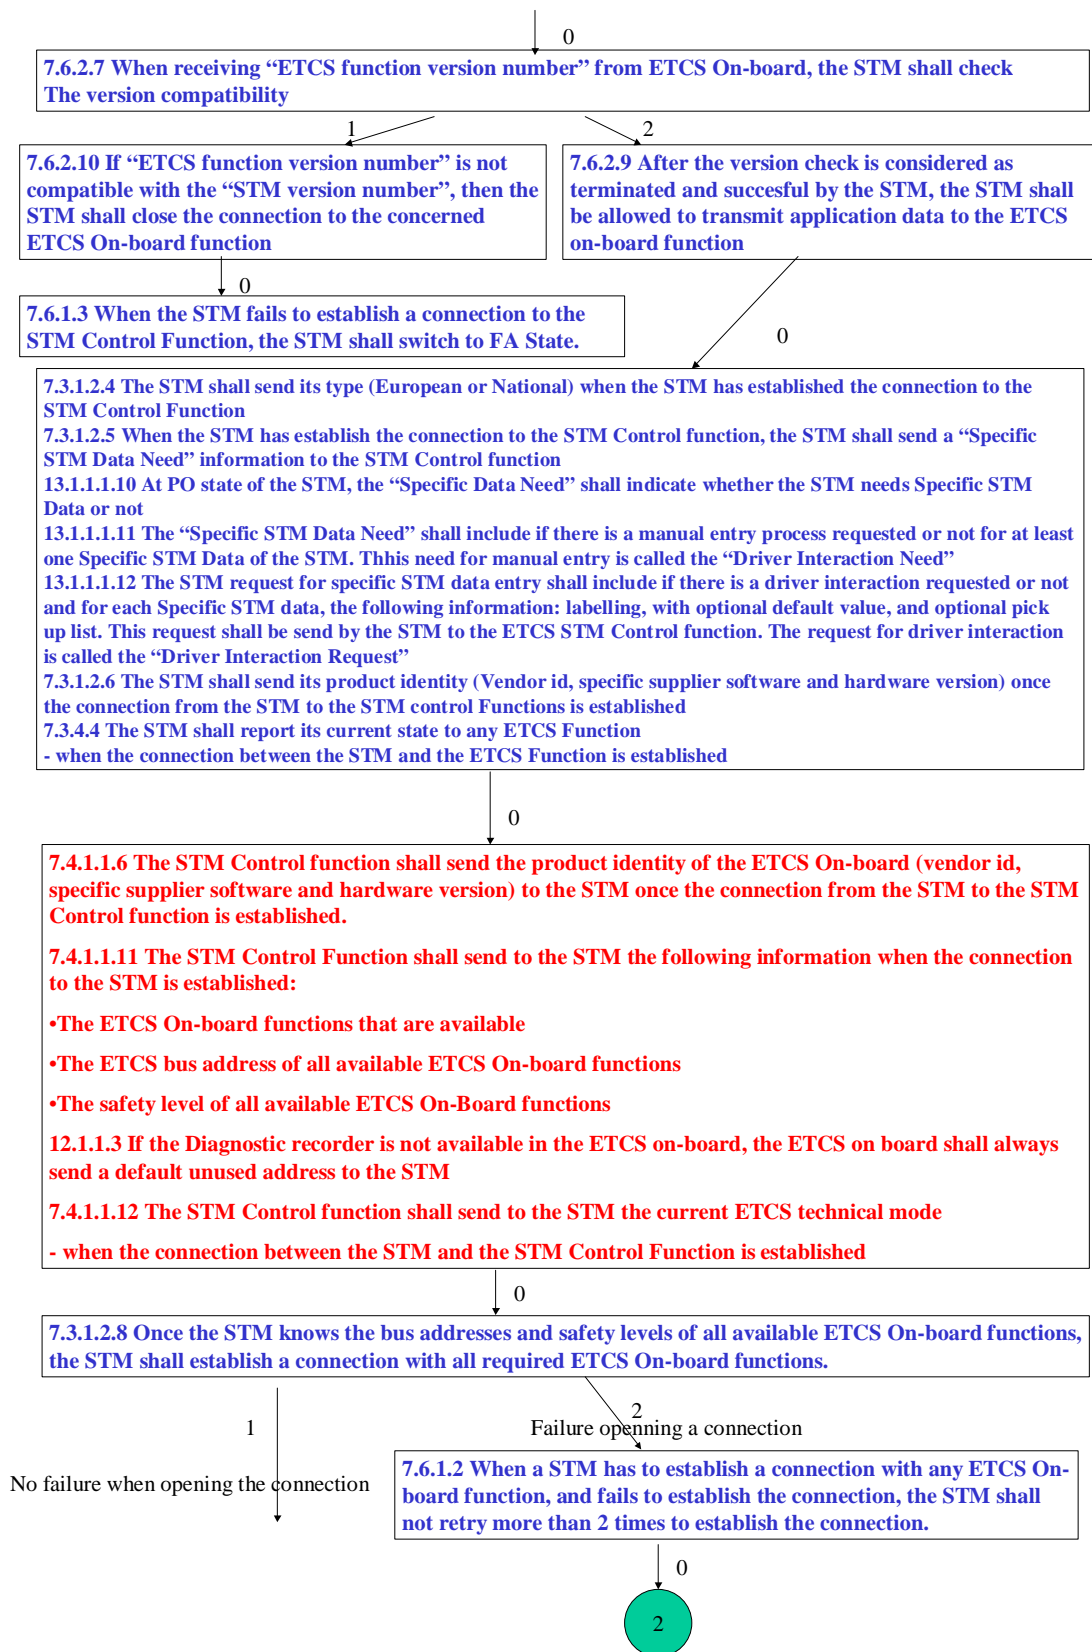 0
7.6.2.7 When receiving “ETCS function version number” from ETCS On-board, the STM shall check
The version compatibility
1
2
7.6.2.10 If “ETCS function version number” is not
compatible with the “STM version number”, then the
STM shall close the connection to the concerned
ETCS On-board function
7.6.2.9 After the version check is considered as
terminated and succesful by the STM, the STM shall
be allowed to transmit application data to the ETCS
on-board function
0
7.6.1.3 When the STM fails to establish a connection to the
STM Control Function, the STM shall switch to FA State.
0
7.3.1.2.4 The STM shall send its type (European or National) when the STM has established the connection to the
STM Control Function
7.3.1.2.5 When the STM has establish the connection to the STM Control function, the STM shall send a “Specific
STM Data Need” information to the STM Control function
13.1.1.1.10 At PO state of the STM, the “Specific Data Need” shall indicate whether the STM needs Specific STM
Data or not
13.1.1.1.11 The “Specific STM Data Need” shall include if there is a manual entry process requested or not for at least
one Specific STM Data of the STM. Thhis need for manual entry is called the “Driver Interaction Need”
13.1.1.1.12 The STM request for specific STM data entry shall include if there is a driver interaction requested or not
and for each Specific STM data, the following information: labelling, with optional default value, and optional pick
up list. This request shall be send by the STM to the ETCS STM Control function. The request for driver interaction
is called the “Driver Interaction Request”
7.3.1.2.6 The STM shall send its product identity (Vendor id, specific supplier software and hardware version) once
the connection from the STM to the STM control Functions is established
7.3.4.4 The STM shall report its current state to any ETCS Function
- when the connection between the STM and the ETCS Function is established
0
7.4.1.1.6 The STM Control function shall send the product identity of the ETCS On-board (vendor id,
specific supplier software and hardware version) to the STM once the connection from the STM to the STM
Control function is established.
7.4.1.1.11 The STM Control Function shall send to the STM the following information when the connection
to the STM is established:
•The ETCS On-board functions that are available
•The ETCS bus address of all available ETCS On-board functions
•The safety level of all available ETCS On-Board functions
12.1.1.3 If the Diagnostic recorder is not available in the ETCS on-board, the ETCS on board shall always
send a default unused address to the STM
7.4.1.1.12 The STM Control function shall send to the STM the current ETCS technical mode
- when the connection between the STM and the STM Control Function is established
0
7.3.1.2.8 Once the STM knows the bus addresses and safety levels of all available ETCS On-board functions,
the STM shall establish a connection with all required ETCS On-board functions.
1
2
Failure openning a connection
No failure when opening the connection
7.6.1.2 When a STM has to establish a connection with any ETCS On-
board function, and fails to establish the connection, the STM shall
not retry more than 2 times to establish the connection.
0
2